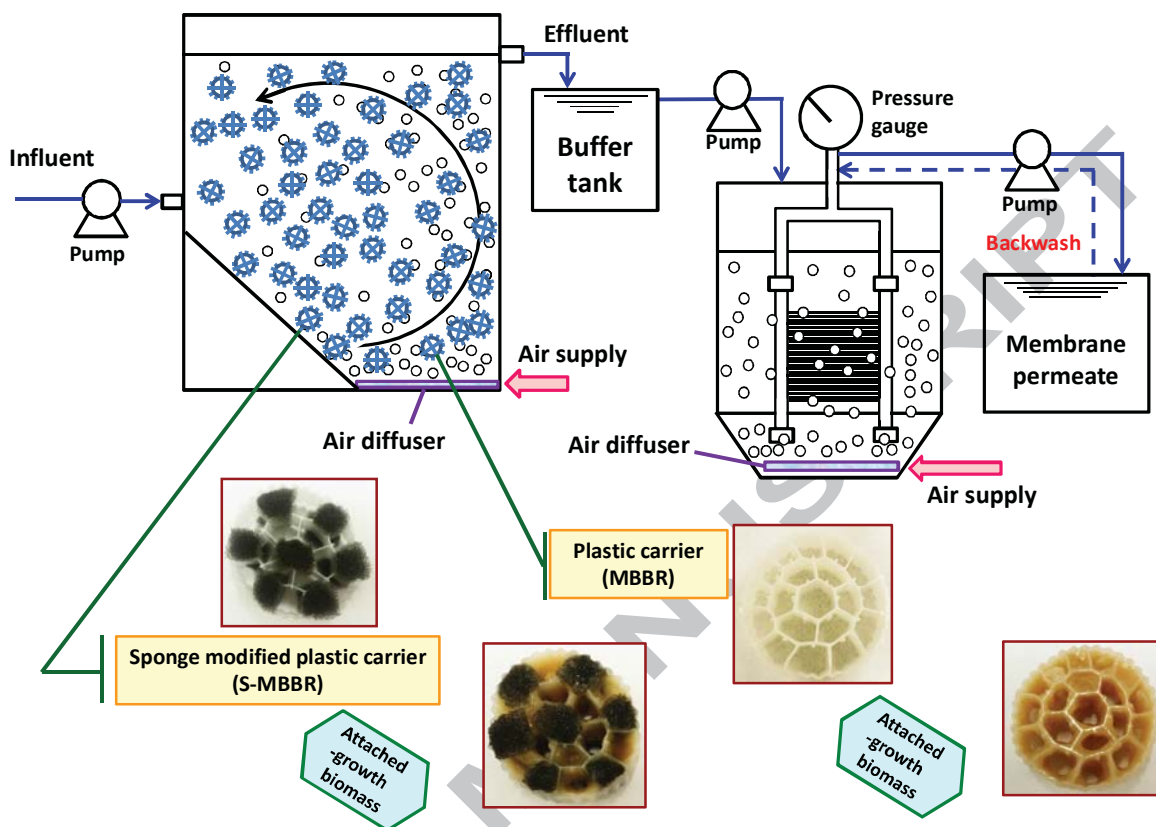 Effluent
Influent
Pump
Buffer
tank
Pump
Pressure
gauge
Pump
Backwash
Membrane
permeate
Air supply
Air diffuser
Air diffuser
Air supply
Plastic carrier
(MBBR)
Sponge modified plastic carrier
(S-MBBR)
Attached
-growth
biomass
Attached
-growth
biomass